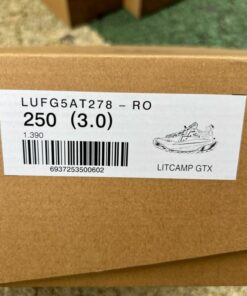 LUFG5AT278 - RO
250 (3.0)
1.390
6937253500602
LITCAMP GTX